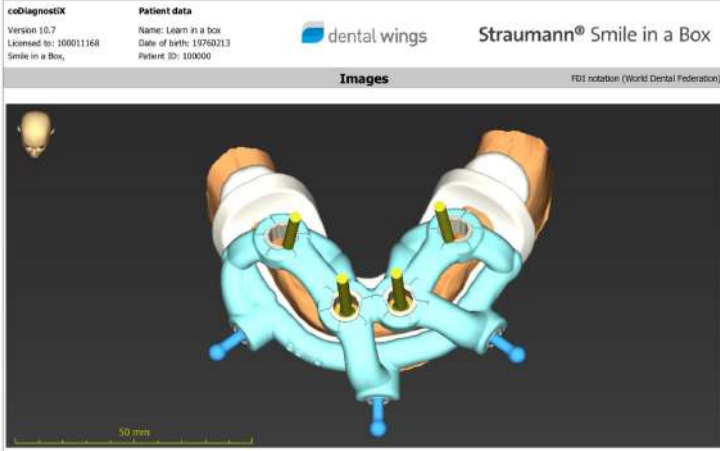 coDiagnostiX
Version 10.7
Licensed to: 100011168
Smile in a Box,
Patient data
Name: Learn in a box
Date of birth: 19760213
Patient ID: 100000
dental wings
Straumann® Smile in a Box
Images
FDI notation (World Dental Federation)
50 mm